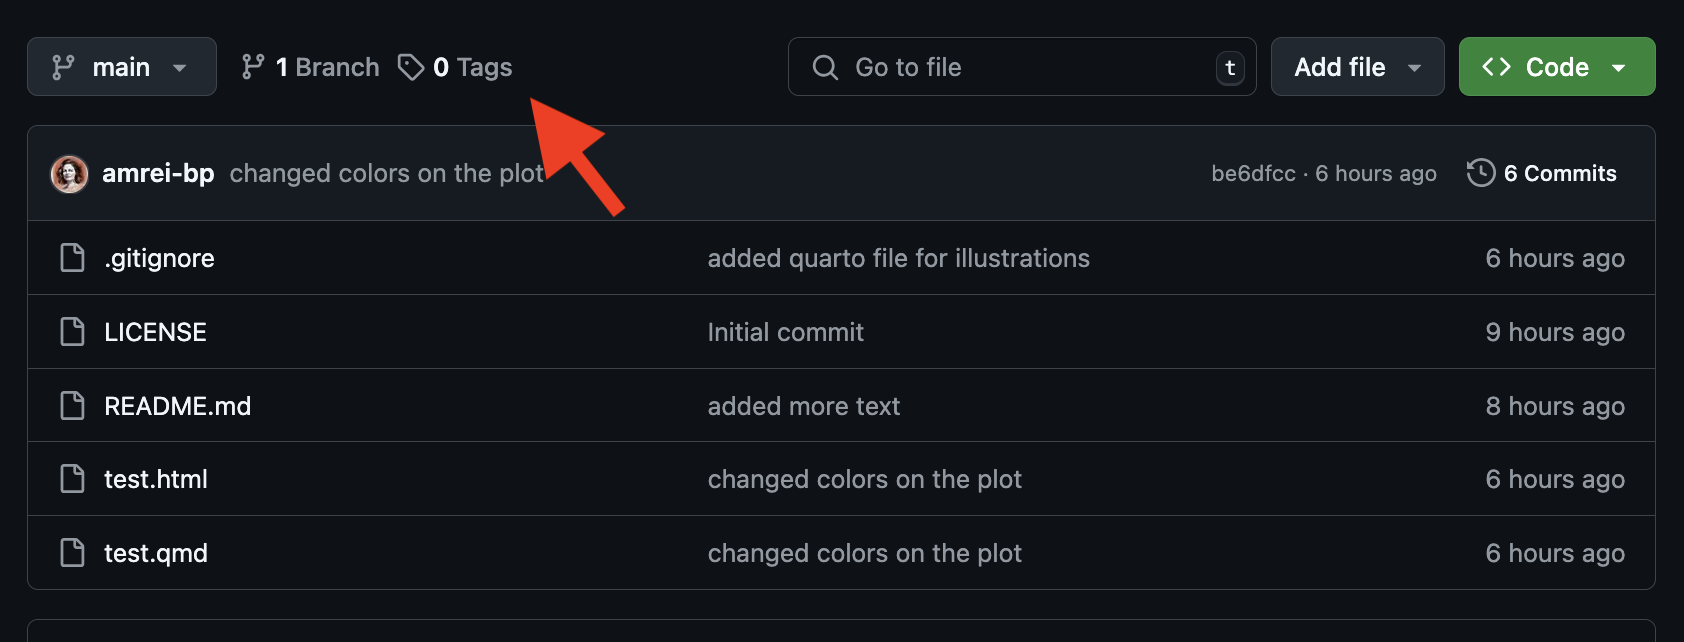 main 1 Branch 0 Tags Go to file t Add file Code
amrei-bp changed colors on the plot be6dfcc · 6 hours ago 6 Commits
.gitignore added quarto file for illustrations 6 hours ago
LICENSE Initial commit 9 hours ago
README.md added more text 8 hours ago
test.html changed colors on the plot 6 hours ago
test.qmd changed colors on the plot 6 hours ago